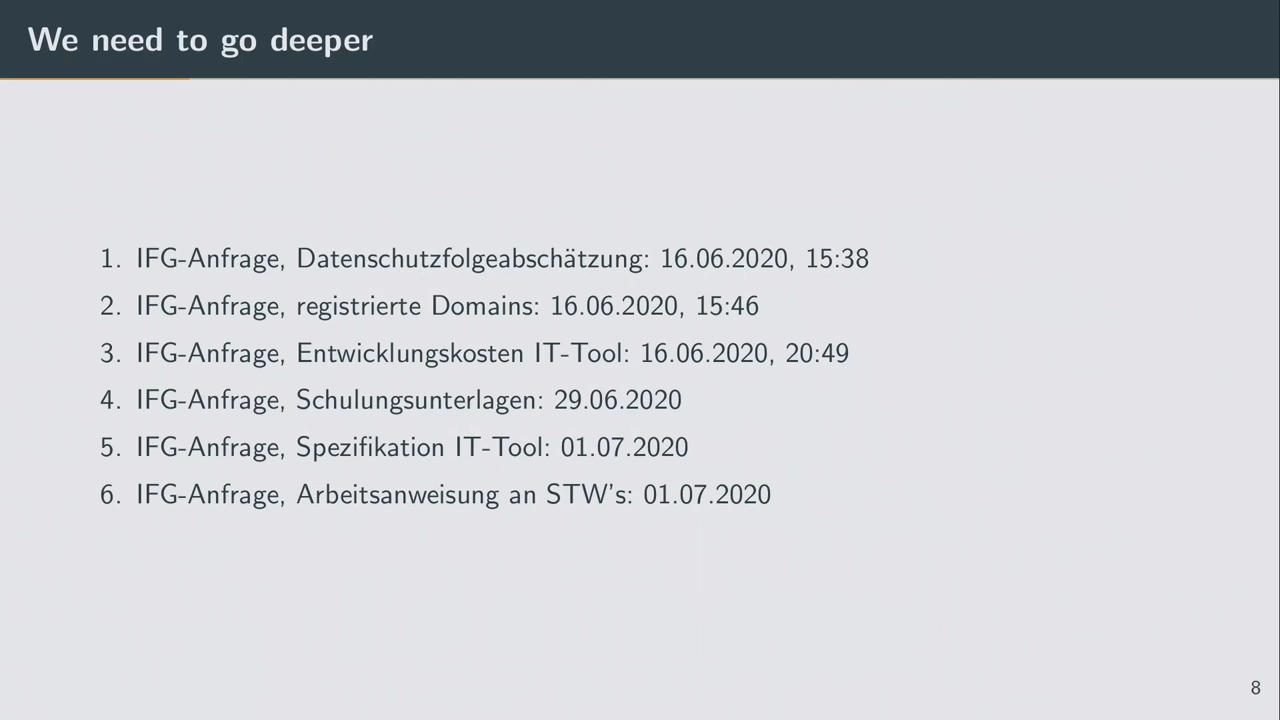 We need to go deeper
1. IFG-Anfrage, Datenschutzfolgeabschätzung: 16.06.2020, 15:38
2. IFG-Anfrage, registrierte Domains: 16.06.2020, 15:46
3. IFG-Anfrage, Entwicklungskosten IT-Tool: 16.06.2020, 20:49
4. IFG-Anfrage, Schulungsunterlagen: 29.06.2020
5. IFG-Anfrage, Spezifikation IT-Tool: 01.07.2020
6. IFG-Anfrage, Arbeitsanweisung an STW's: 01.07.2020
8